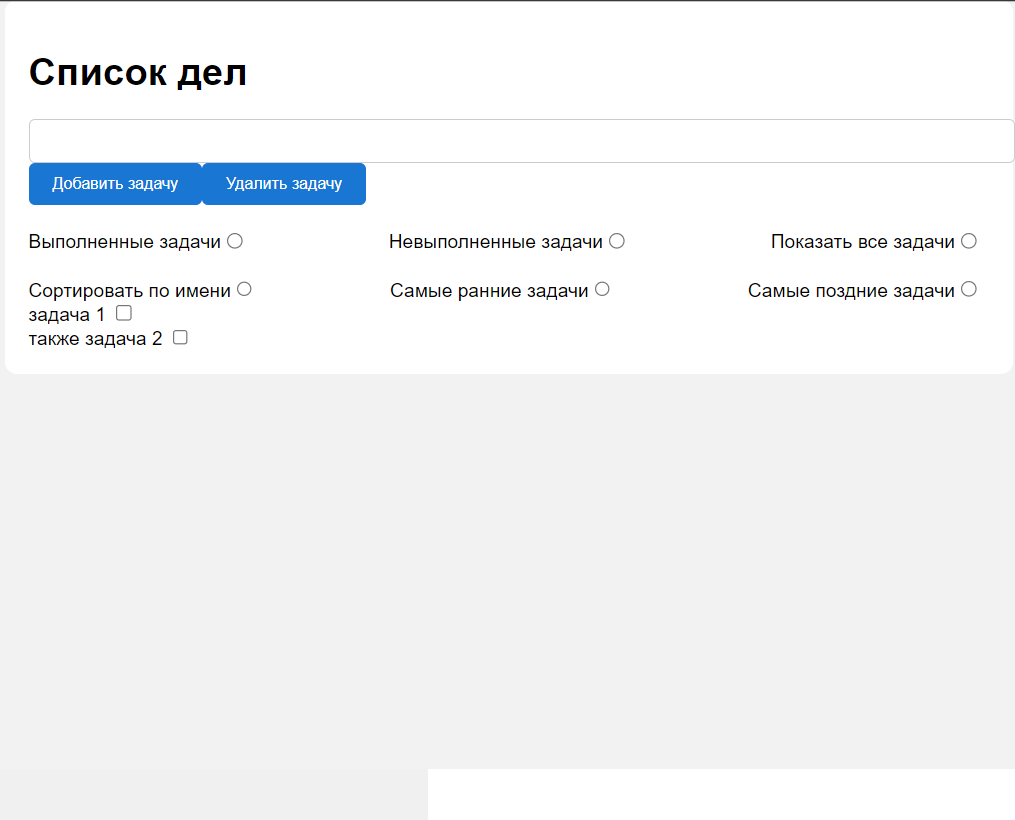 Список дел
Добавить задачу Удалить задачу
Выполненные задачи Невыполненные задачи Показать все задачи
Сортировать по имени Самые ранние задачи Самые поздние задачи
задача 1
также задача 2